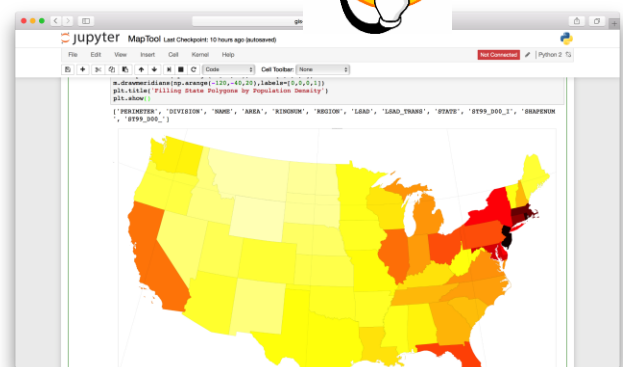 gis
jupyter MapTool Last Checkpoint: 10 hours ago (autosaved)
File Edit View Insert Cell Kernel Help Not Connected Python 2
Code Cell Toolbar: None
m.drawmeridians(np.arange(-120,-40,20),labels=[0,0,0,1])
plt.title('Filling State Polygons by Population Density')
plt.show()
['PERIMETER', 'DIVISION', 'NAME', 'AREA', 'RINGNUM', 'REGION', 'LSAD', 'LSAD_TRANS', 'STATE', 'ST99_D00_I', 'SHAPENUM
', 'ST99_D00_']